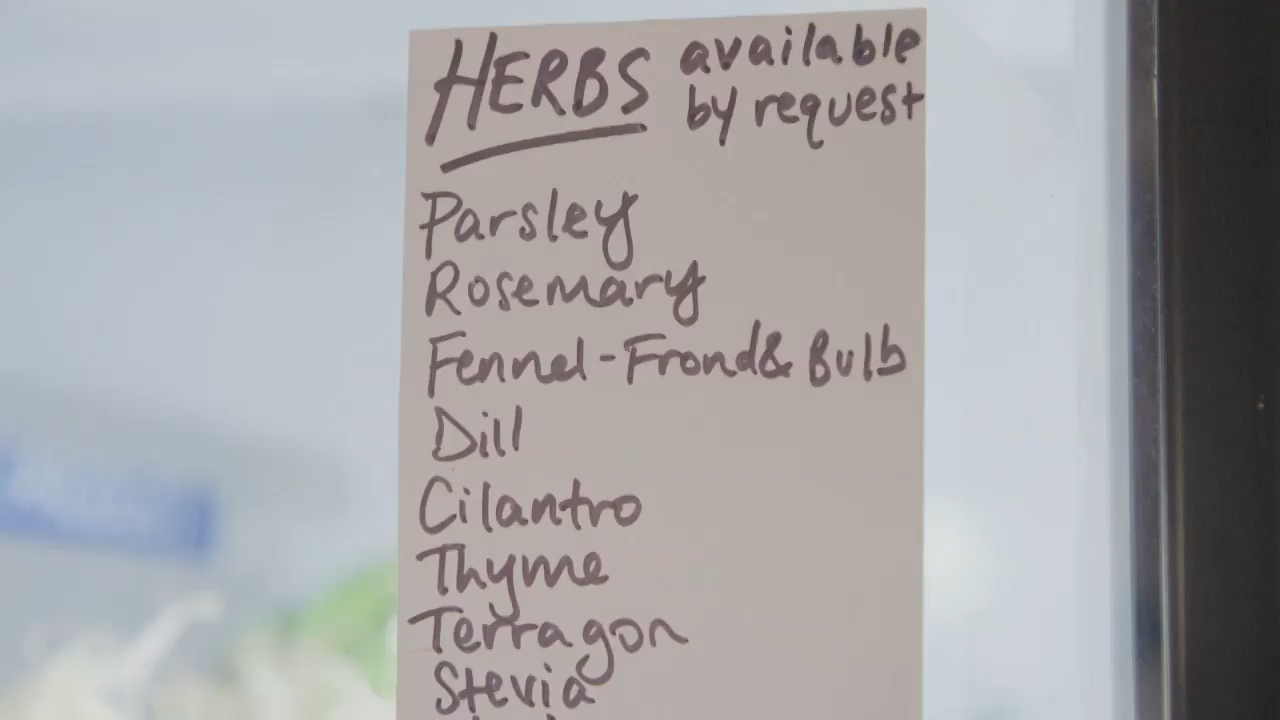 HERBS available
by request
Parsley
Rosemary
Fennel-Frond & Bulb
Dill
Cilantro
Thyme
Terragon
Stevia